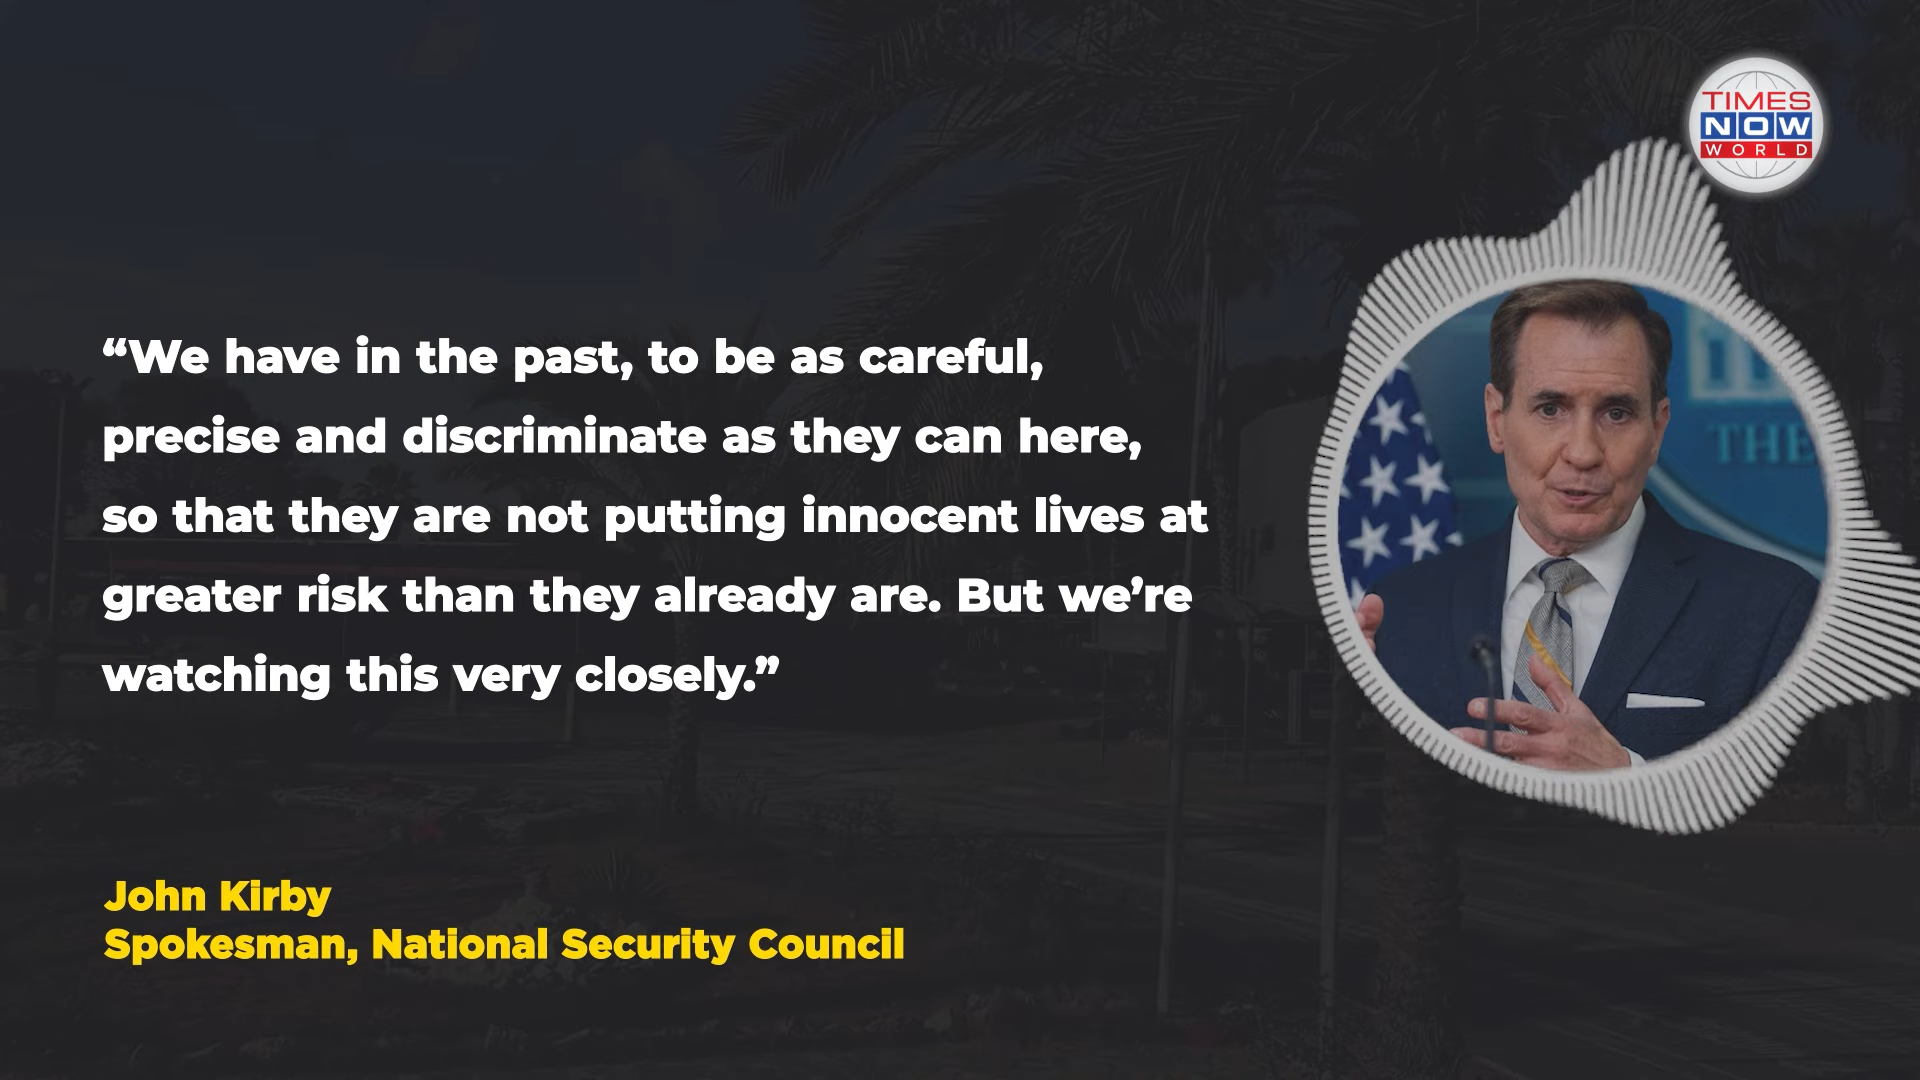 TIMES
NOW
WORLD
“We have in the past, to be as careful,
precise and discriminate as they can here,
so that they are not putting innocent lives at
greater risk than they already are. But we’re
watching this very closely.”
THE
John Kirby
Spokesman, National Security Council